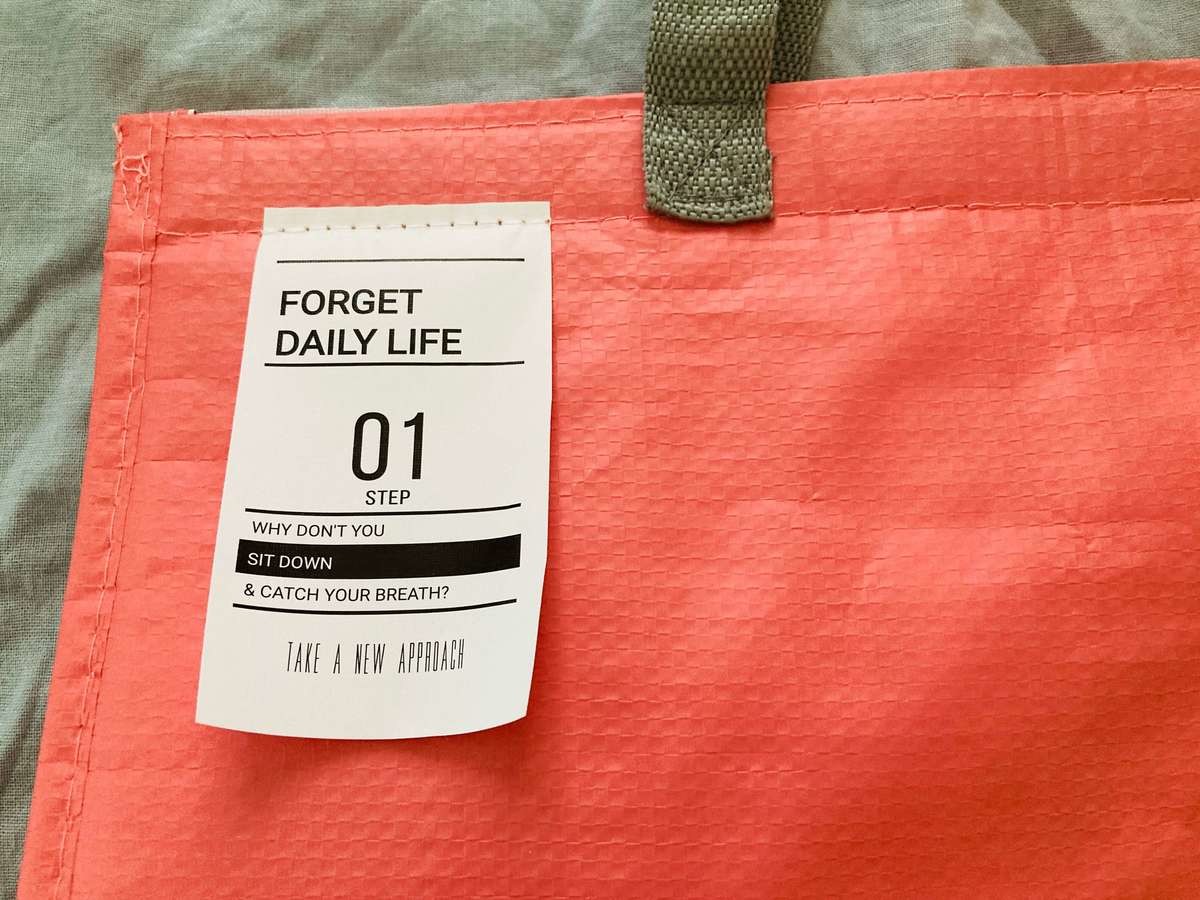 FORGET
DAILY LIFE
01
STEP
WHY DON'T YOU
SIT DOWN
& CATCH YOUR BREATH?
TAKE A NEW APPROACH